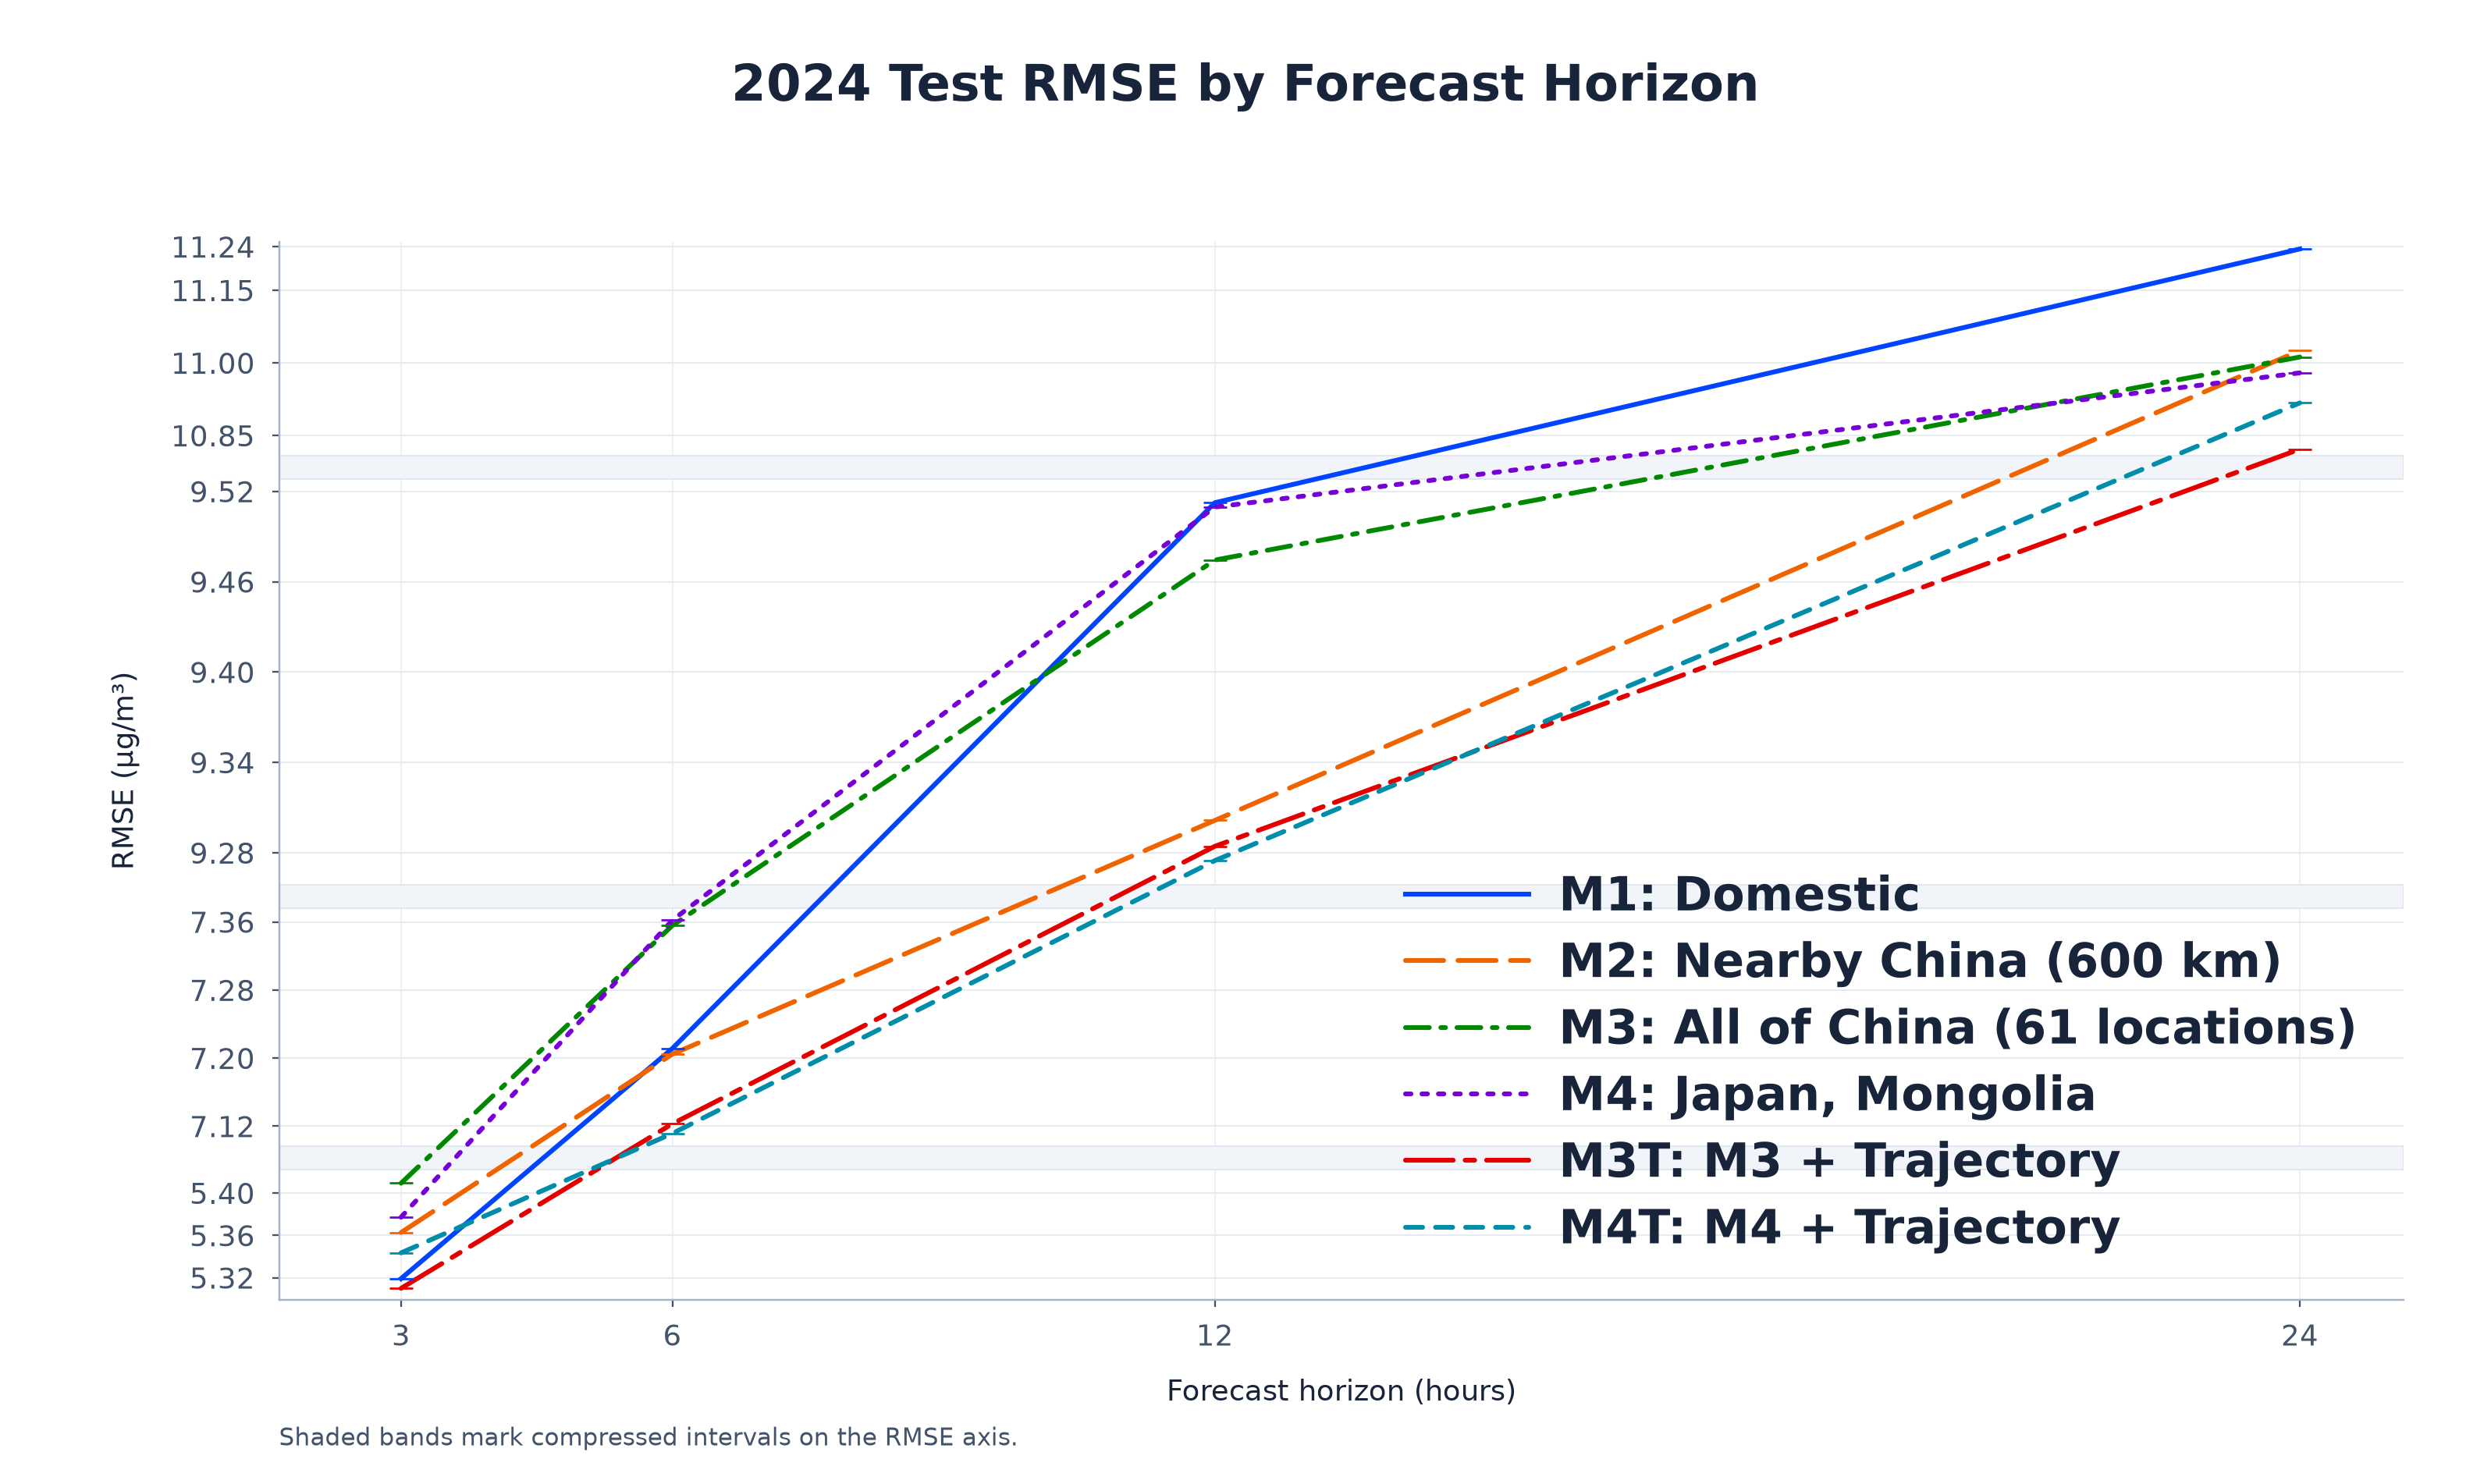 2024 Test RMSE by Forecast Horizon
11.24
11.15
11.00
10.85
9.52
9.46
9.40
9.34
9.28
7.36
7.28
7.20
7.12
5.40
5.36
5.32
RMSE (µg/m³)
M1: Domestic
M2: Nearby China (600 km)
M3: All of China (61 locations)
M4: Japan, Mongolia
M3T: M3 + Trajectory
M4T: M4 + Trajectory
3 6 12 24
Forecast horizon (hours)
Shaded bands mark compressed intervals on the RMSE axis.